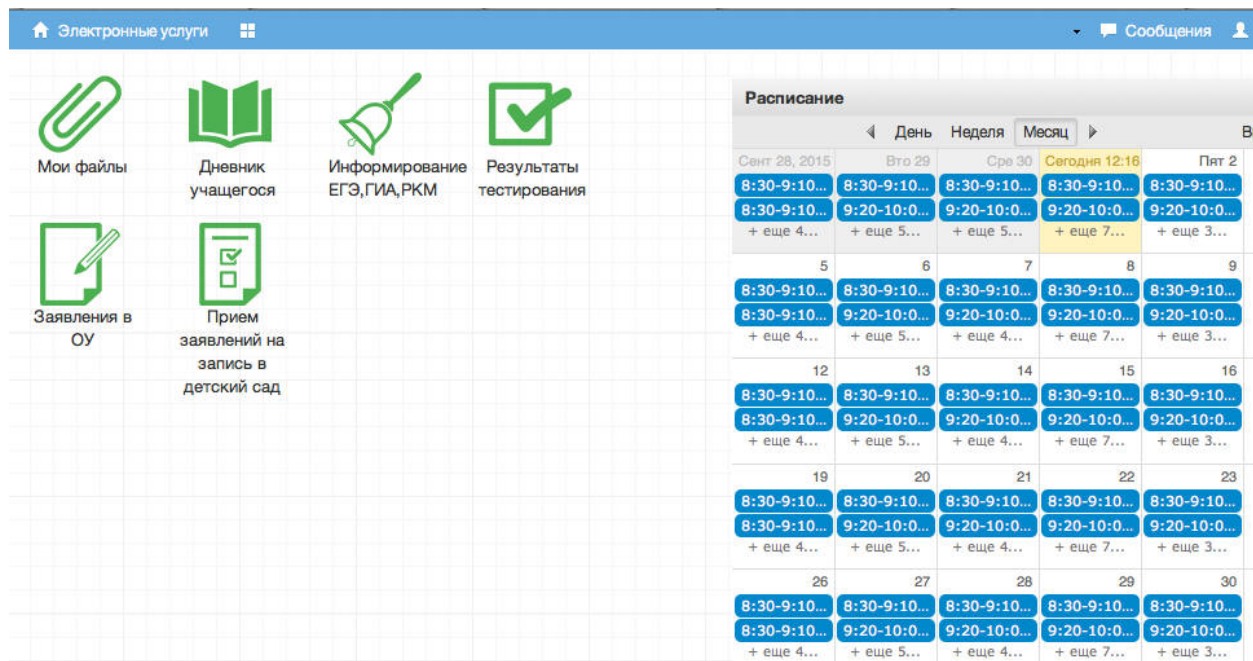 Электронные услуги
Сообщения
Мои файлы
Дневник
учащегося
Информирование
ЕГЭ,ГИА,РКМ
Результаты
тестирования
Заявления в
ОУ
Прием
заявлений на
запись в
детский сад
Расписание
День Неделя Месяц В
Сент 28, 2015 Вто 29 Сре 30 Сегодня 12:16 Пят 2
8:30-9:10... 8:30-9:10... 8:30-9:10... 8:30-9:10... 8:30-9:10...
8:30-9:10... 9:20-10:0... 9:20-10:0... 9:20-10:0... 9:20-10:0...
+ еще 4... + еще 5... + еще 5... + еще 7... + еще 3...
5 6 7 8 9
8:30-9:10... 8:30-9:10... 8:30-9:10... 8:30-9:10... 8:30-9:10...
8:30-9:10... 9:20-10:0... 9:20-10:0... 9:20-10:0... 9:20-10:0...
+ еще 4... + еще 5... + еще 4... + еще 7... + еще 3...
12 13 14 15 16
8:30-9:10... 8:30-9:10... 8:30-9:10... 8:30-9:10... 8:30-9:10...
8:30-9:10... 9:20-10:0... 9:20-10:0... 9:20-10:0... 9:20-10:0...
+ еще 4... + еще 5... + еще 4... + еще 7... + еще 3...
19 20 21 22 23
8:30-9:10... 8:30-9:10... 8:30-9:10... 8:30-9:10... 8:30-9:10...
8:30-9:10... 9:20-10:0... 9:20-10:0... 9:20-10:0... 9:20-10:0...
+ еще 4... + еще 5... + еще 4... + еще 7... + еще 3...
26 27 28 29 30
8:30-9:10... 8:30-9:10... 8:30-9:10... 8:30-9:10... 8:30-9:10...
8:30-9:10... 9:20-10:0... 9:20-10:0... 9:20-10:0... 9:20-10:0...
+ еще 4... + еще 5... + еще 4... + еще 7... + еще 3...